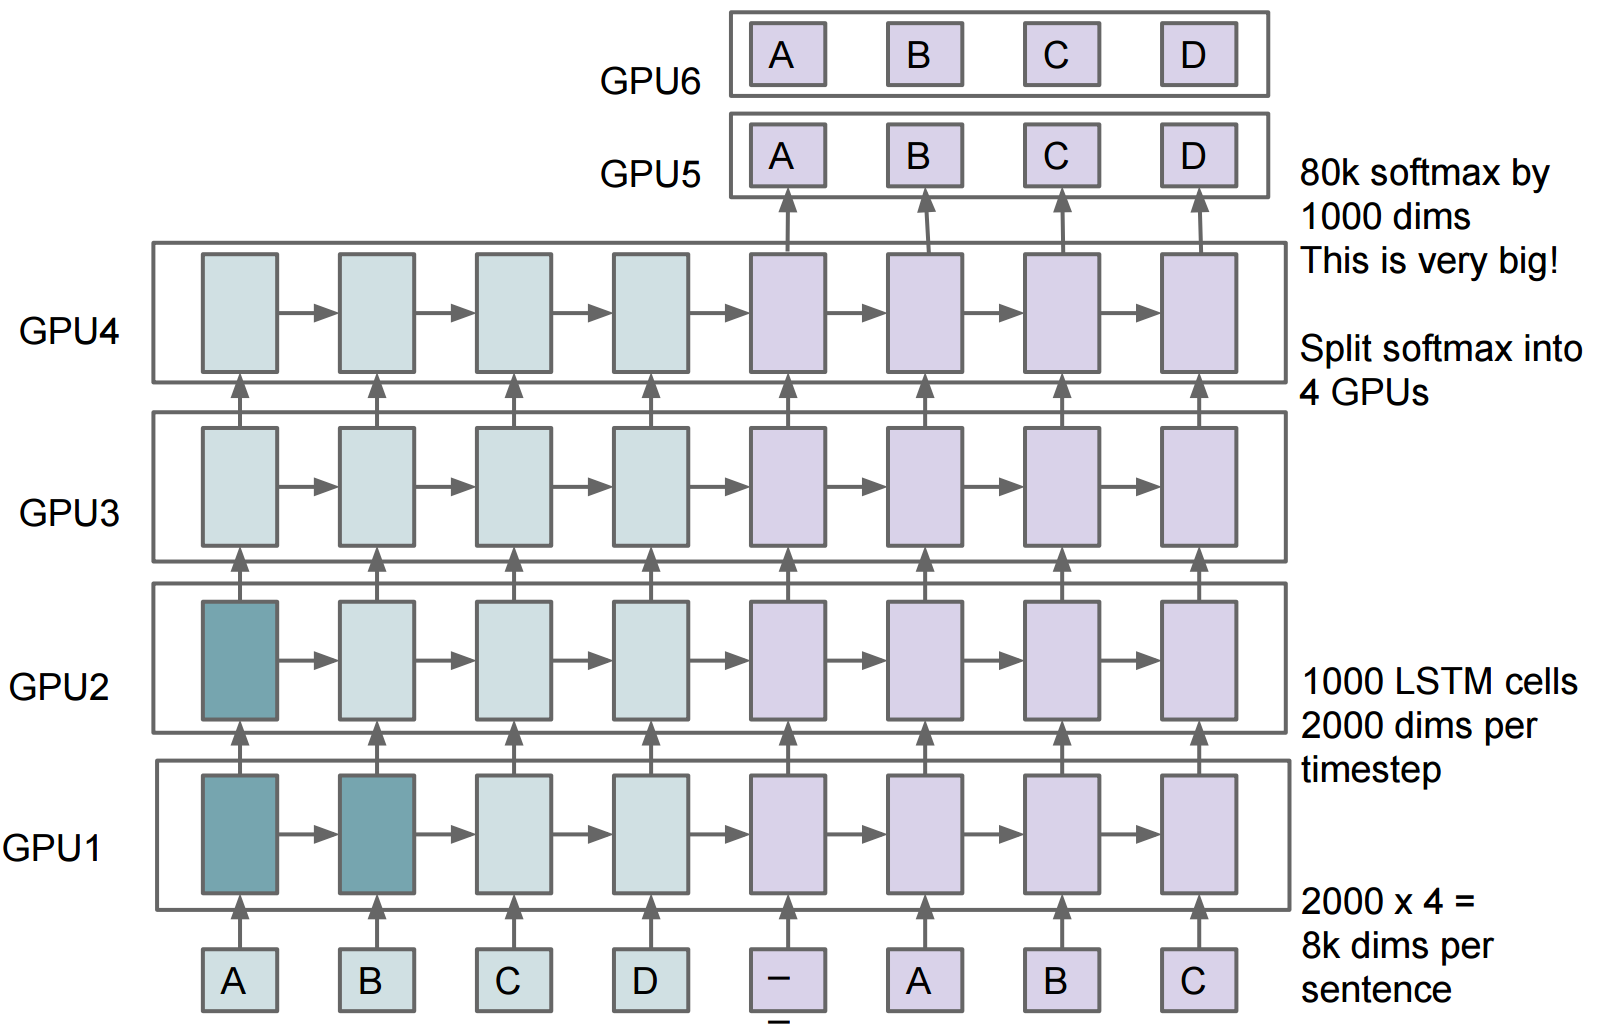 A B C D
GPU6
A B C D
GPU5
80k softmax by
1000 dims
This is very big!
Split softmax into
4 GPUs
GPU4
GPU3
GPU2
1000 LSTM cells
2000 dims per
timestep
GPU1
2000 x 4 =
8k dims per
sentence
A B C D _ A B C
_